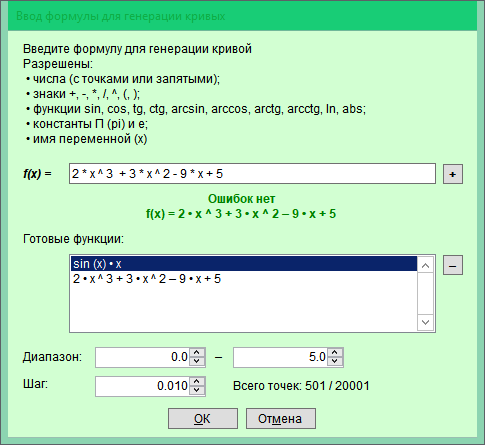 Ввод формулы для генерации кривых
Введите формулу для генерации кривой
Разрешены:
• числа (с точками или запятыми);
• знаки +, -, *, /, ^, (, );
• функции sin, cos, tg, ctg, arcsin, arccos, arctg, arcctg, ln, abs;
• константы П (pi) и e;
• имя переменной (x)
f(x) = 2 * x ^ 3 + 3 * x ^ 2 - 9 * x + 5 +
Ошибок нет
f(x) = 2 • x ^ 3 + 3 • x ^ 2 – 9 • x + 5
Готовые функции:
sin (x) • x
2 • x ^ 3 + 3 • x ^ 2 – 9 • x + 5
–
Диапазон: 0.0 – 5.0
Шаг: 0.010 Всего точек: 501 / 20001
ОК Отмена